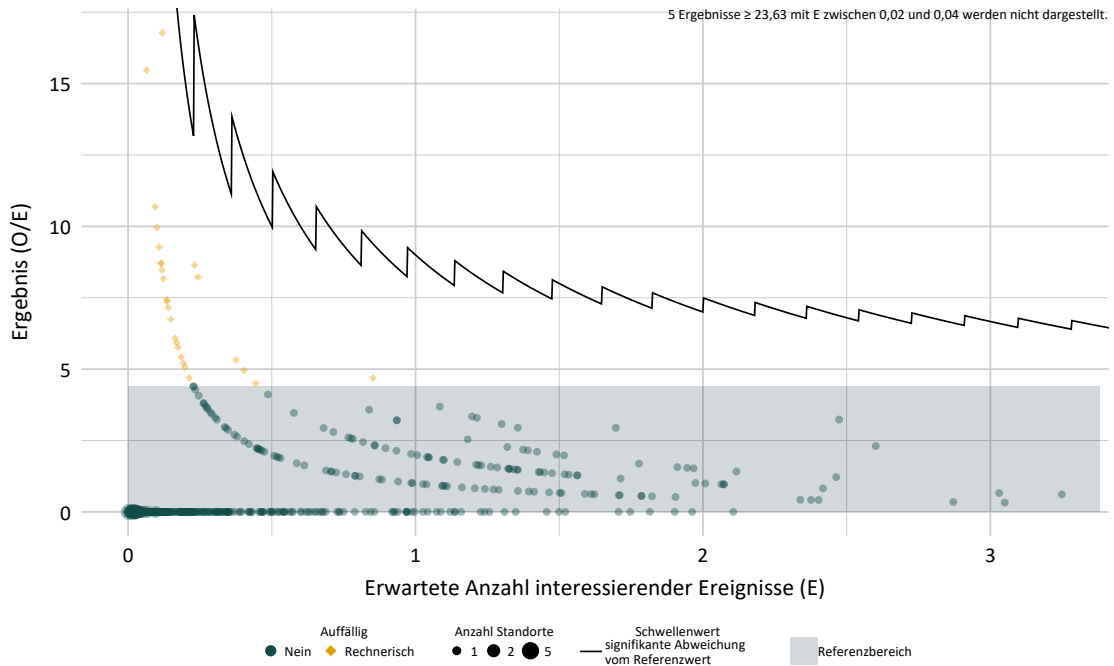 5 Ergebnisse ≥ 23,63 mit E zwischen 0,02 und 0,04 werden nicht dargestellt.
15
10
5
0
Ergebnis (O/E)
0 1 2 3
Erwartete Anzahl interessierender Ereignisse (E)
Auffällig
Nein Rechnerisch
Anzahl Standorte
1 2 5
Schwellenwert
signifikante Abweichung
vom Referenzwert
Referenzbereich